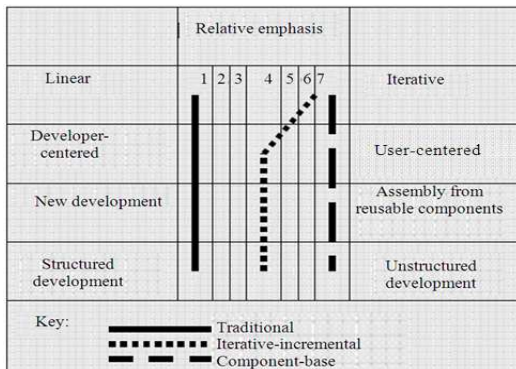 Relative emphasis
Linear
1 2 3 4 5 6 7
Iterative
Developer-
centered
User-centered
New development
Assembly from
reusable components
Structured
development
Unstructured
development
Key:
Traditional
Iterative-incremental
Component-base